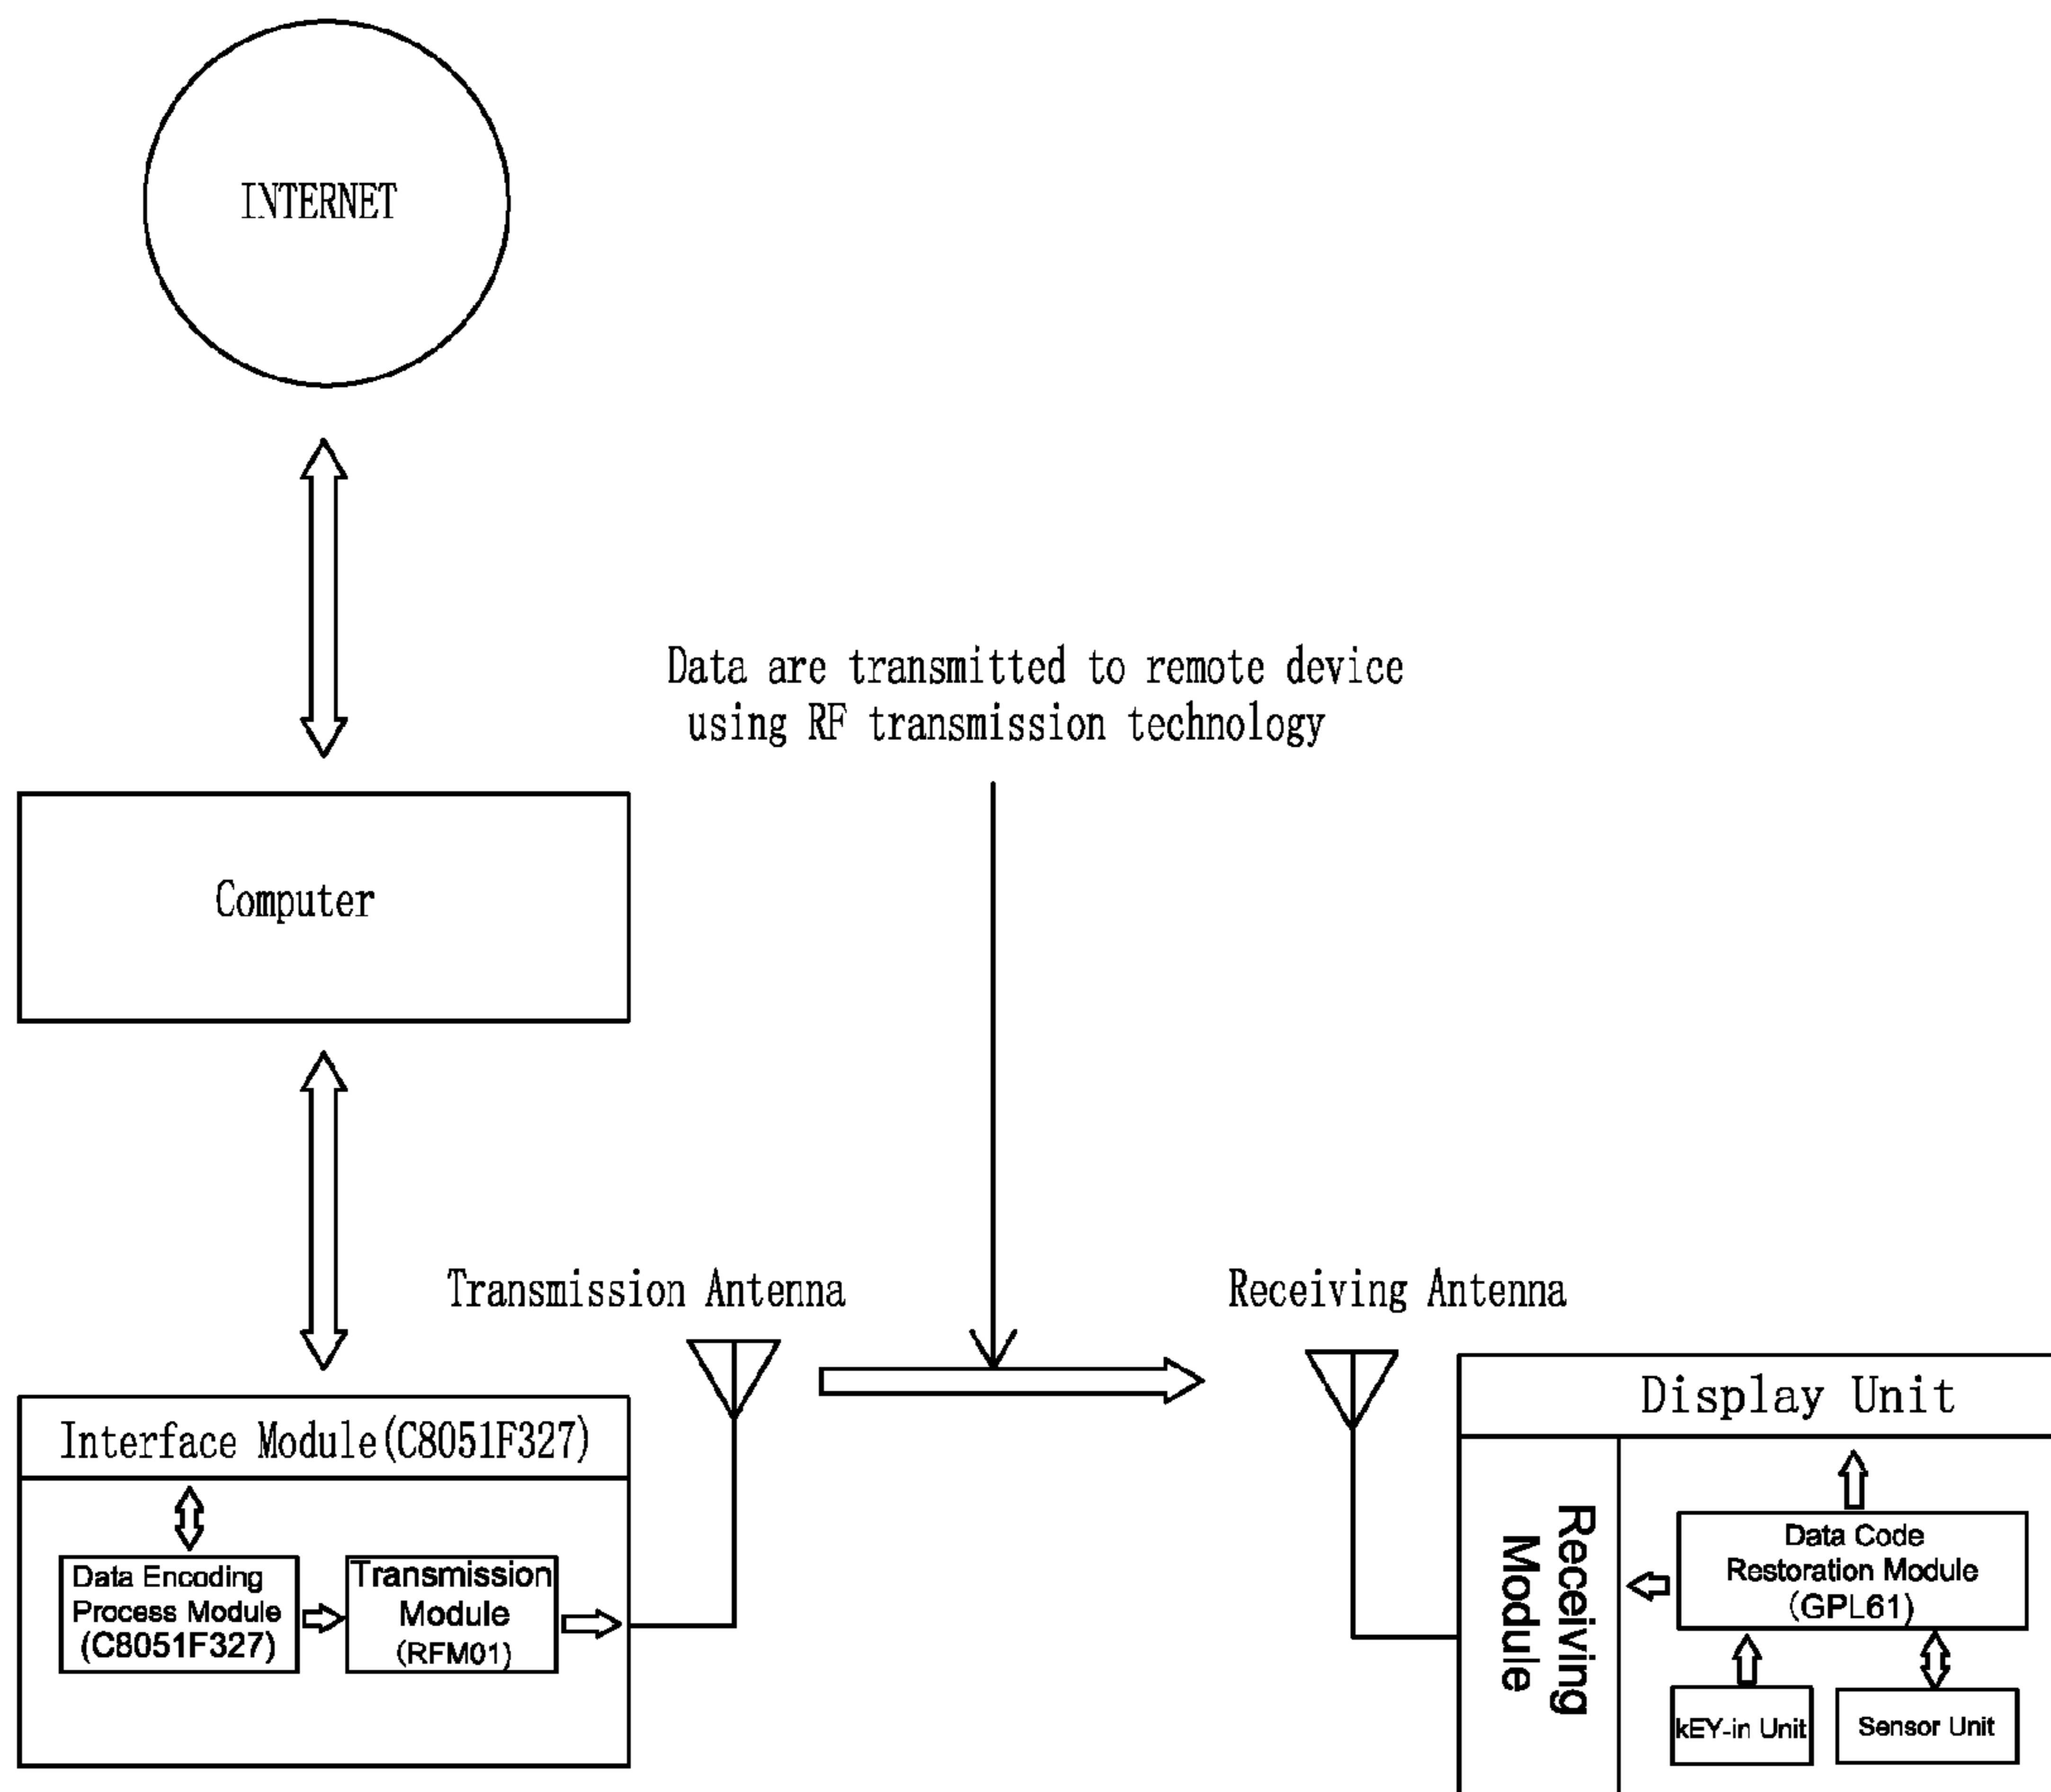 INTERNET
Data are transmitted to remote device
using RF transmission technology
Computer
Transmission Antenna
Receiving Antenna
Interface Module(C8051F327)
Data Encoding
Process Module
(C8051F327)
Transmission
Module
(RFM01)
Display Unit
Receiving
Module
Data Code
Restoration Module
(GPL61)
kEY-in Unit
Sensor Unit